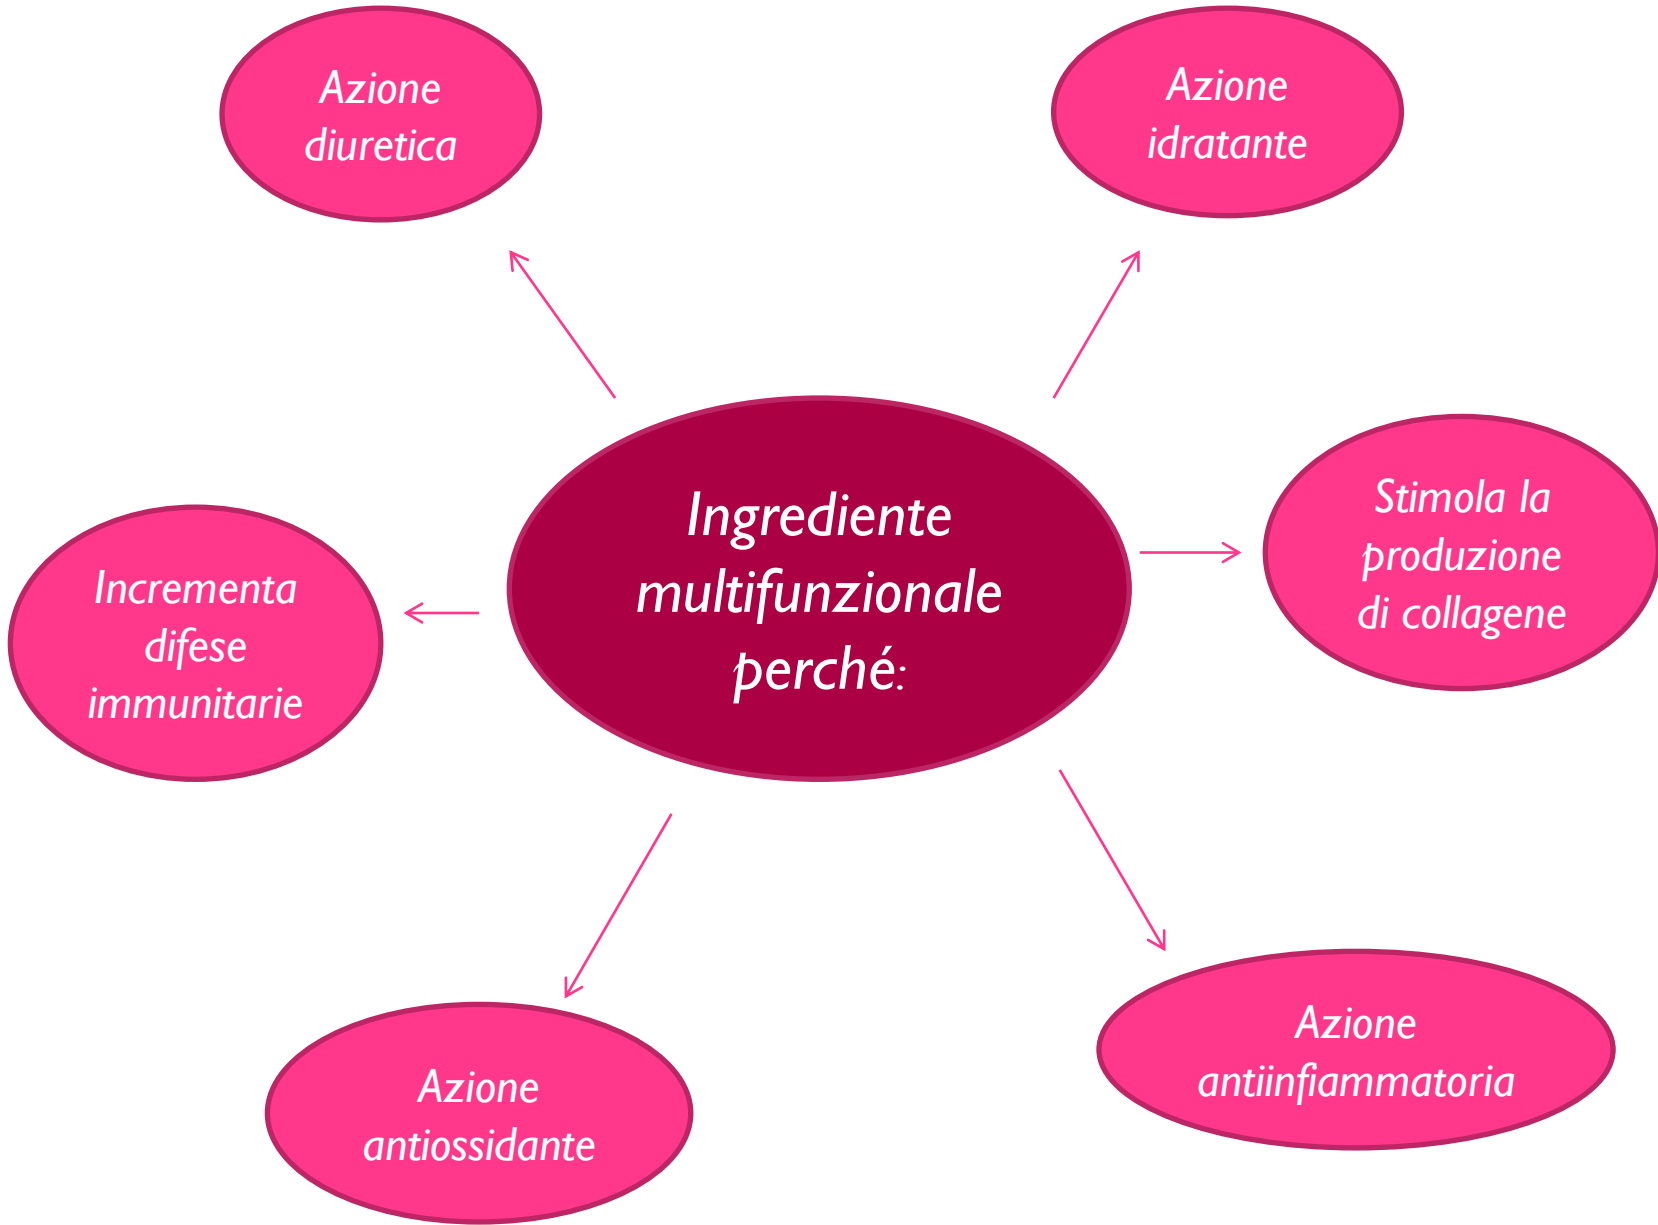 Azione
diuretica
Azione
idratante
Ingrediente
multifunzionale
perché:
Stimola la
produzione
di collagene
Incrementa
difese
immunitarie
Azione
antiinfiammatoria
Azione
antiossidante